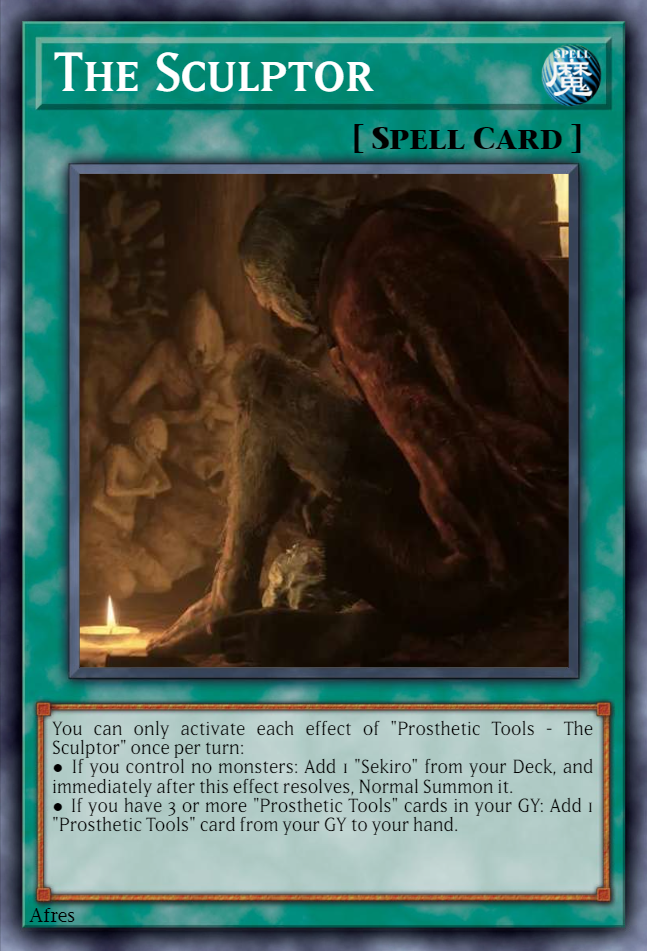 The Sculptor
SPELL
魔
[ Spell Card ]
You can only activate each effect of "Prosthetic Tools - The
Sculptor" once per turn:
● If you control no monsters: Add 1 "Sekiro" from your Deck, and
immediately after this effect resolves, Normal Summon it.
● If you have 3 or more "Prosthetic Tools" cards in your GY: Add 1
"Prosthetic Tools" card from your GY to your hand.
Afres